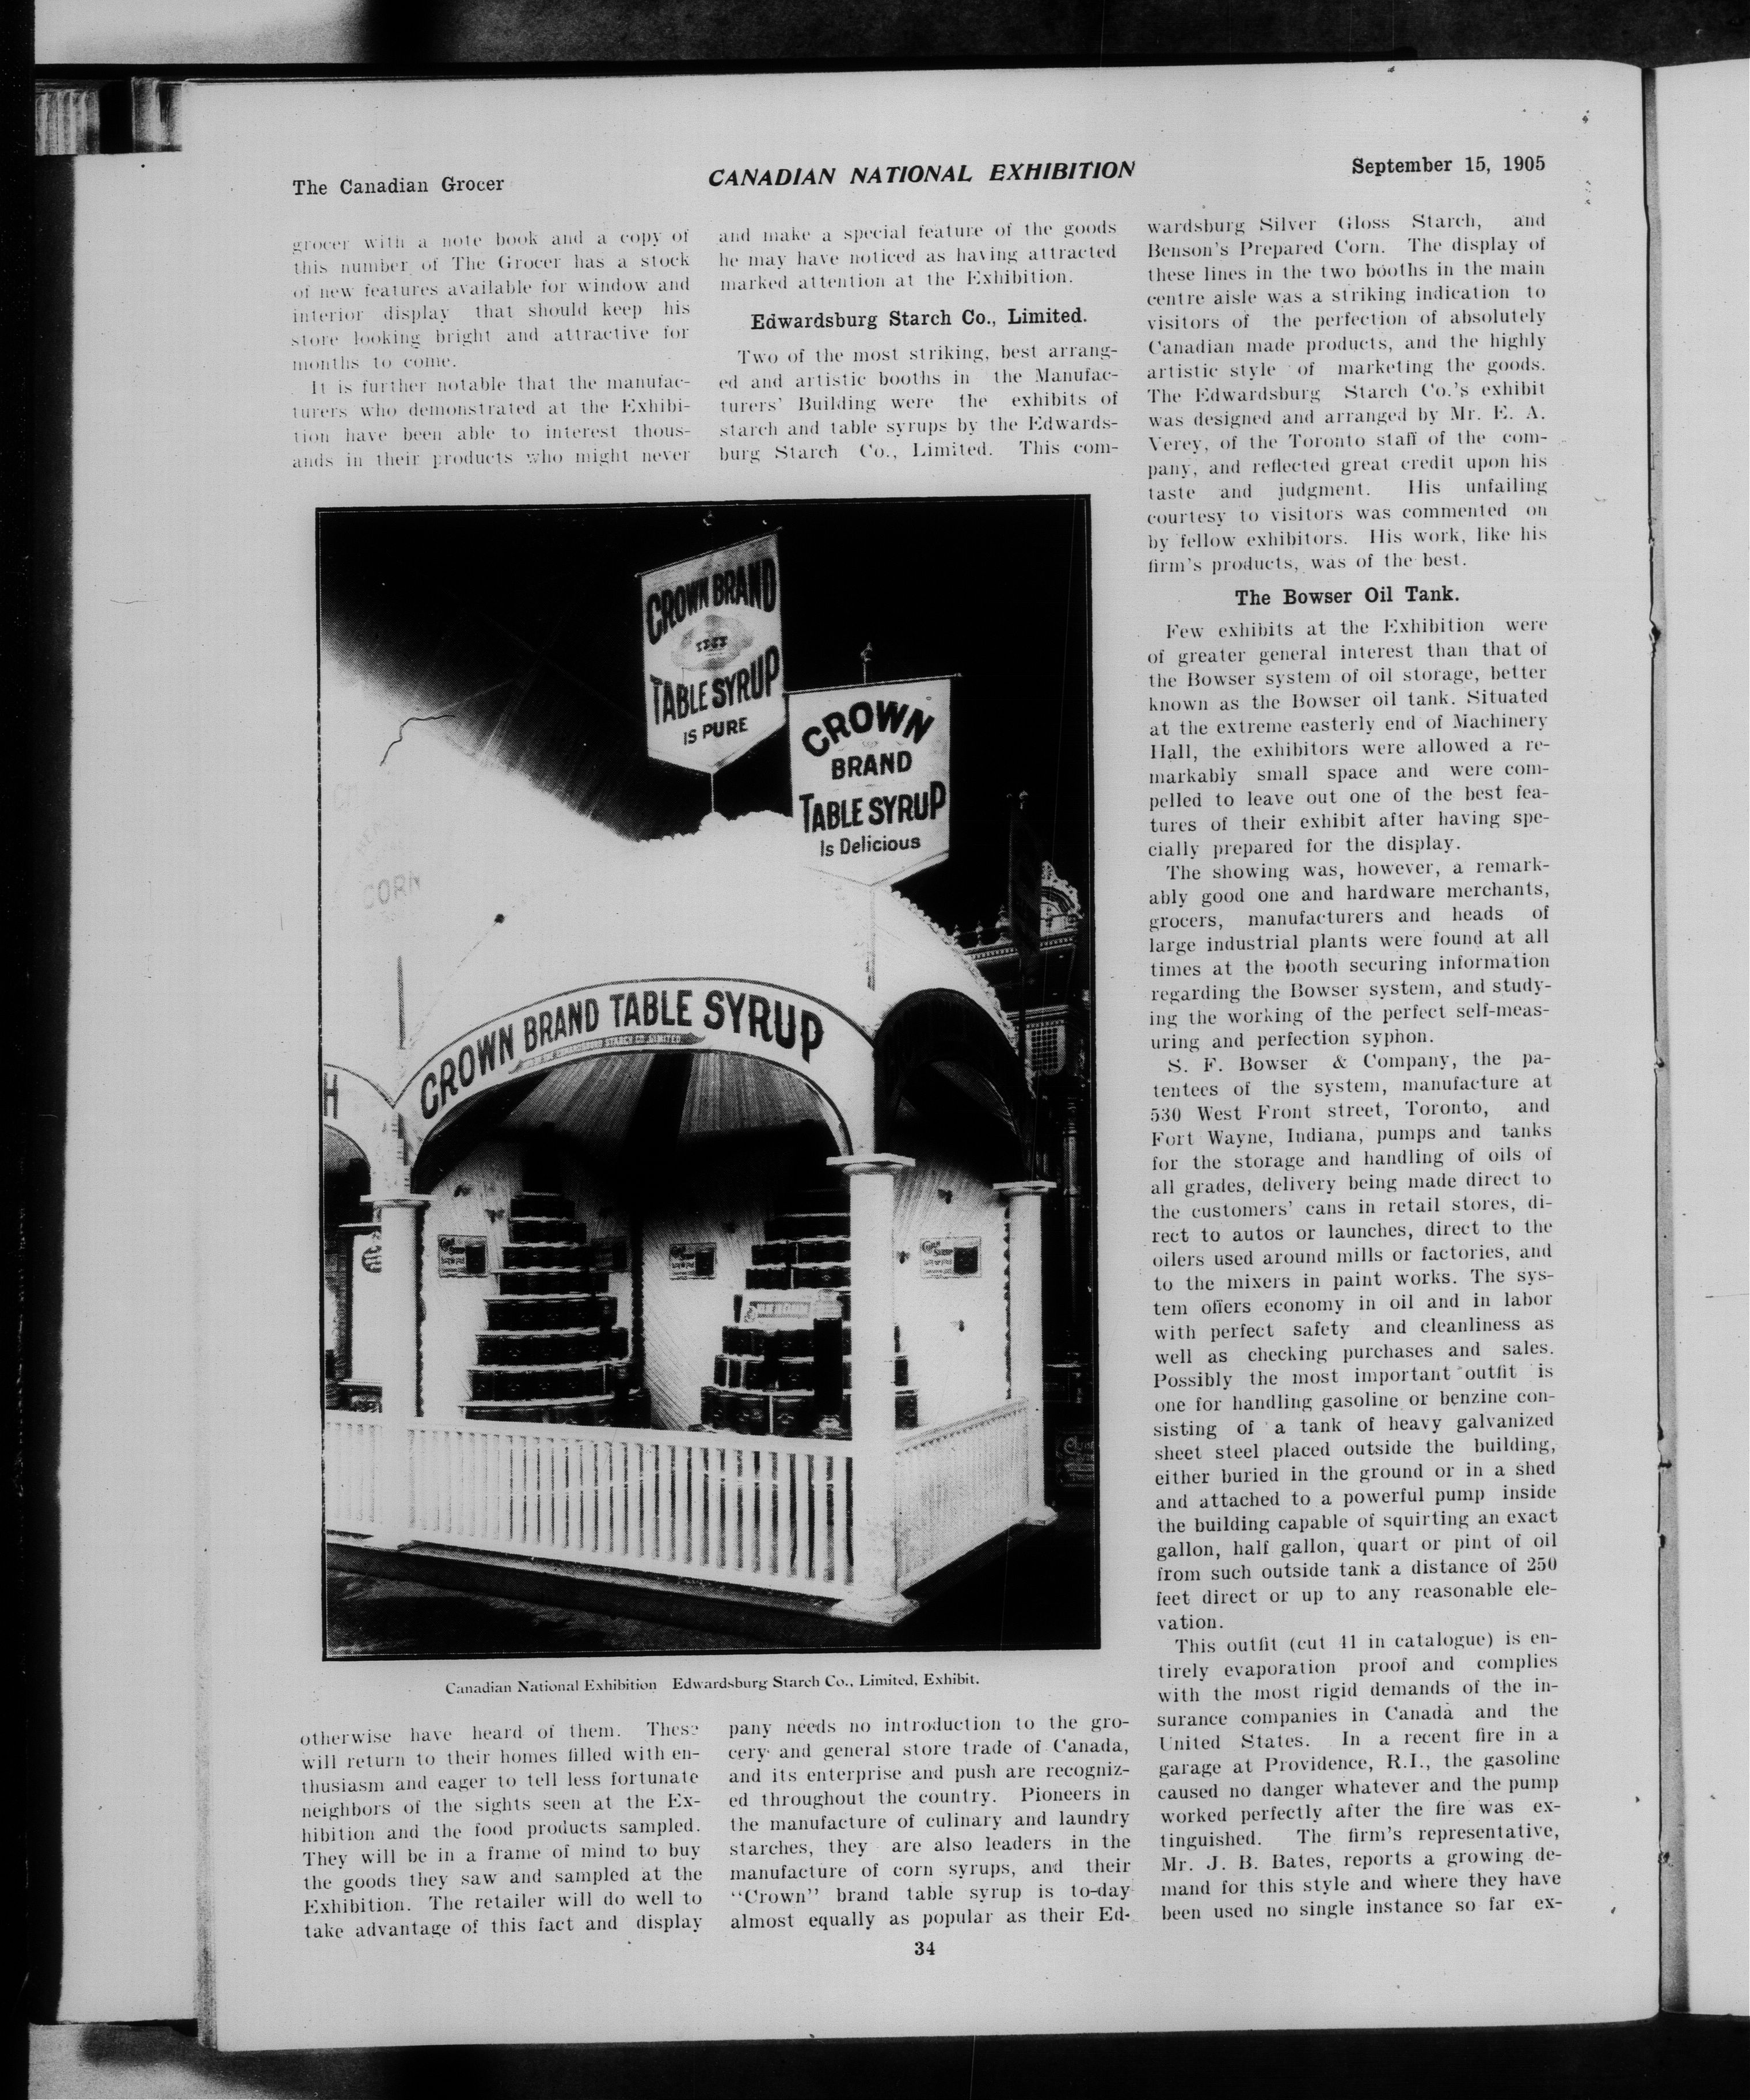 The Canadian Grocer
CANADIAN NATIONAL EXHIBITION
September 15, 1905
grocer with a note book and a copy of
this number of The Grocer has a stock
of new features available for window and
interior display that should keep his
store looking bright and attractive for
months to come.
It is further notable that the manufac-
turers who demonstrated at the Exhibi-
tion have been able to interest thous-
ands in their products who might never
and make a special feature of the goods
he may have noticed as having attracted
marked attention at the Exhibition.
Edwardsburg Starch Co., Limited.
Two of the most striking, best arrang-
ed and artistic booths in the Manufac-
turers' Building were the exhibits of
starch and table syrups by the Edwards-
burg Starch Co., Limited. This com-
CROWN BRAND
TABLE SYRUP
IS PURE
CROWN
BRAND
TABLE SYRUP
Is Delicious
CORN
CROWN BRAND TABLE SYRUP
EDWARDSBURG STARCH CO. LIMITED
H
Canadian National Exhibition Edwardsburg Starch Co., Limited, Exhibit.
otherwise have heard of them. These
will return to their homes filled with en-
thusiasm and eager to tell less fortunate
neighbors of the sights seen at the Ex-
hibition and the food products sampled.
They will be in a frame of mind to buy
the goods they saw and sampled at the
Exhibition. The retailer will do well to
take advantage of this fact and display
pany needs no introduction to the gro-
cery and general store trade of Canada,
and its enterprise and push are recogniz-
ed throughout the country. Pioneers in
the manufacture of culinary and laundry
starches, they are also leaders in the
manufacture of corn syrups, and their
"Crown" brand table syrup is to-day
almost equally as popular as their Ed-
wardsburg Silver Gloss Starch, and
Benson's Prepared Corn. The display of
these lines in the two booths in the main
centre aisle was a striking indication to
visitors of the perfection of absolutely
Canadian made products, and the highly
artistic style of marketing the goods.
The Edwardsburg Starch Co.'s exhibit
was designed and arranged by Mr. E. A.
Verey, of the Toronto staff of the com-
pany, and reflected great credit upon his
taste and judgment. His unfailing
courtesy to visitors was commented on
by fellow exhibitors. His work, like his
firm's products, was of the best.
The Bowser Oil Tank.
Few exhibits at the Exhibition were
of greater general interest than that of
the Bowser system of oil storage, better
known as the Bowser oil tank. Situated
at the extreme easterly end of Machinery
Hall, the exhibitors were allowed a re-
markably small space and were com-
pelled to leave out one of the best fea-
tures of their exhibit after having spe-
cially prepared for the display.
The showing was, however, a remark-
ably good one and hardware merchants,
grocers, manufacturers and heads of
large industrial plants were found at all
times at the booth securing information
regarding the Bowser system, and study-
ing the working of the perfect self-meas-
uring and perfection syphon.
S. F. Bowser & Company, the pa-
tentees of the system, manufacture at
530 West Front street, Toronto, and
Fort Wayne, Indiana, pumps and tanks
for the storage and handling of oils of
all grades, delivery being made direct to
the customers' cans in retail stores, di-
rect to autos or launches, direct to the
oilers used around mills or factories, and
to the mixers in paint works. The sys-
tem offers economy in oil and in labor
with perfect safety and cleanliness as
well as checking purchases and sales.
Possibly the most important outfit is
one for handling gasoline or benzine con-
sisting of a tank of heavy galvanized
sheet steel placed outside the building,
either buried in the ground or in a shed
and attached to a powerful pump inside
the building capable of squirting an exact
gallon, half gallon, quart or pint of oil
from such outside tank a distance of 250
feet direct or up to any reasonable ele-
vation.
This outfit (cut 41 in catalogue) is en-
tirely evaporation proof and complies
with the most rigid demands of the in-
surance companies in Canada and the
United States. In a recent fire in a
garage at Providence, R.I., the gasoline
caused no danger whatever and the pump
worked perfectly after the fire was ex-
tinguished. The firm's representative,
Mr. J. B. Bates, reports a growing de-
mand for this style and where they have
been used no single instance so far ex-
34